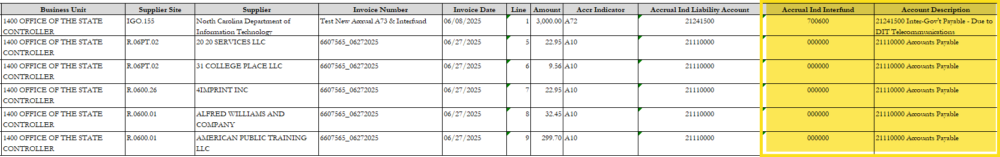 Business Unit Supplier Site Supplier Invoice Number Invoice Date Line Amount Accr Indicator Accrual Ind Liability Account Accrual Ind Interfund Account Description
1400 OFFICE OF THE STATE IGO.155 North Carolina Department of Test New Accrual A73 & Interfund 06/08/2025 1 3,000.00 A72 21241500 700600 21241500 Inter-Gov't Payable - Due to
CONTROLLER Information Technology DIT Telecommunications
1400 OFFICE OF THE STATE R.06PT.02 20 20 SERVICES LLC 6607565_06272025 06/27/2025 5 22.95 A10 21110000 000000 21110000 Accounts Payable
CONTROLLER
1400 OFFICE OF THE STATE R.06PT.02 31 COLLEGE PLACE LLC 6607565_06272025 06/27/2025 6 9.56 A10 21110000 000000 21110000 Accounts Payable
CONTROLLER
1400 OFFICE OF THE STATE R.0600.26 4IMPRINT INC 6607565_06272025 06/27/2025 7 22.95 A10 21110000 000000 21110000 Accounts Payable
CONTROLLER
1400 OFFICE OF THE STATE R.0600.01 ALFRED WILLIAMS AND 6607565_06272025 06/27/2025 8 32.45 A10 21110000 000000 21110000 Accounts Payable
CONTROLLER COMPANY
1400 OFFICE OF THE STATE R.0600.01 AMERICAN PUBLIC TRAINING 6607565_06272025 06/27/2025 9 299.70 A10 21110000 000000 21110000 Accounts Payable
CONTROLLER LLC